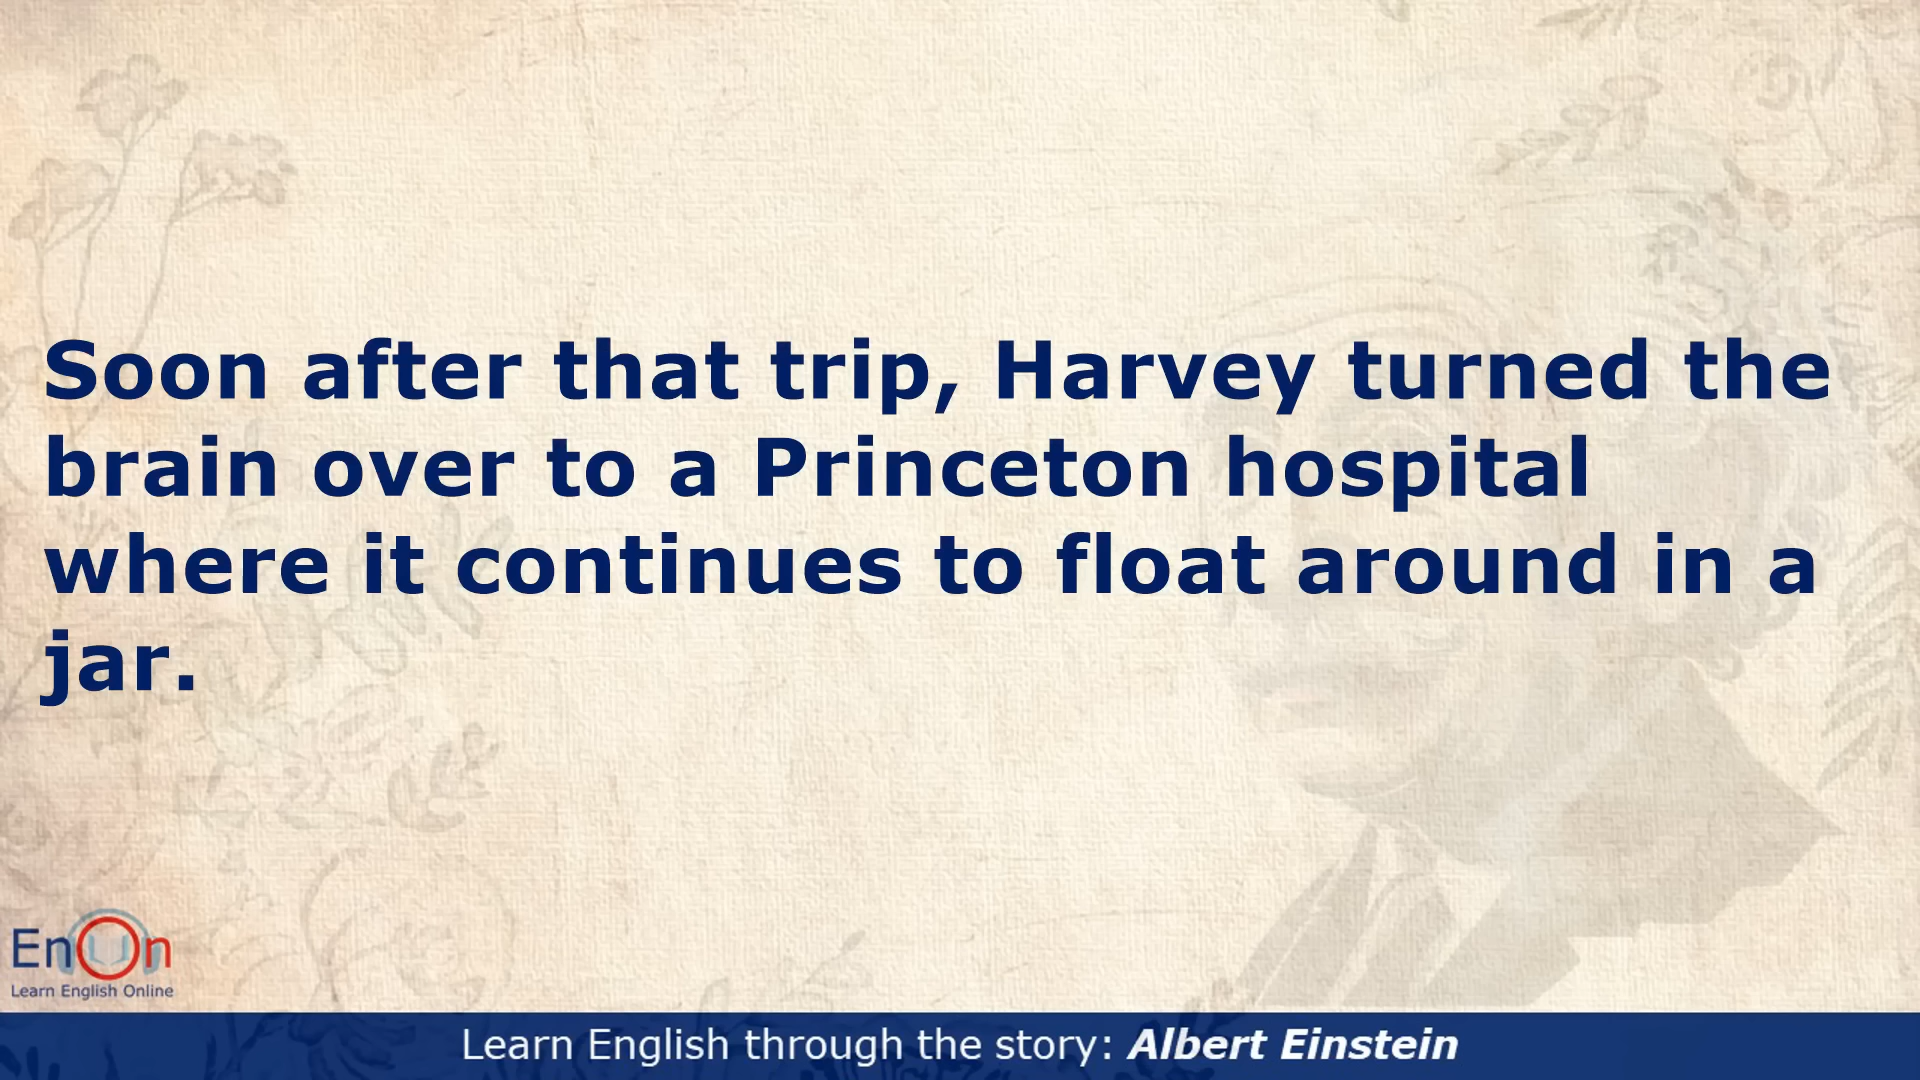 Soon after that trip, Harvey turned the
brain over to a Princeton hospital
where it continues to float around in a
jar.
EnOn
Learn English Online
Learn English through the story: Albert Einstein